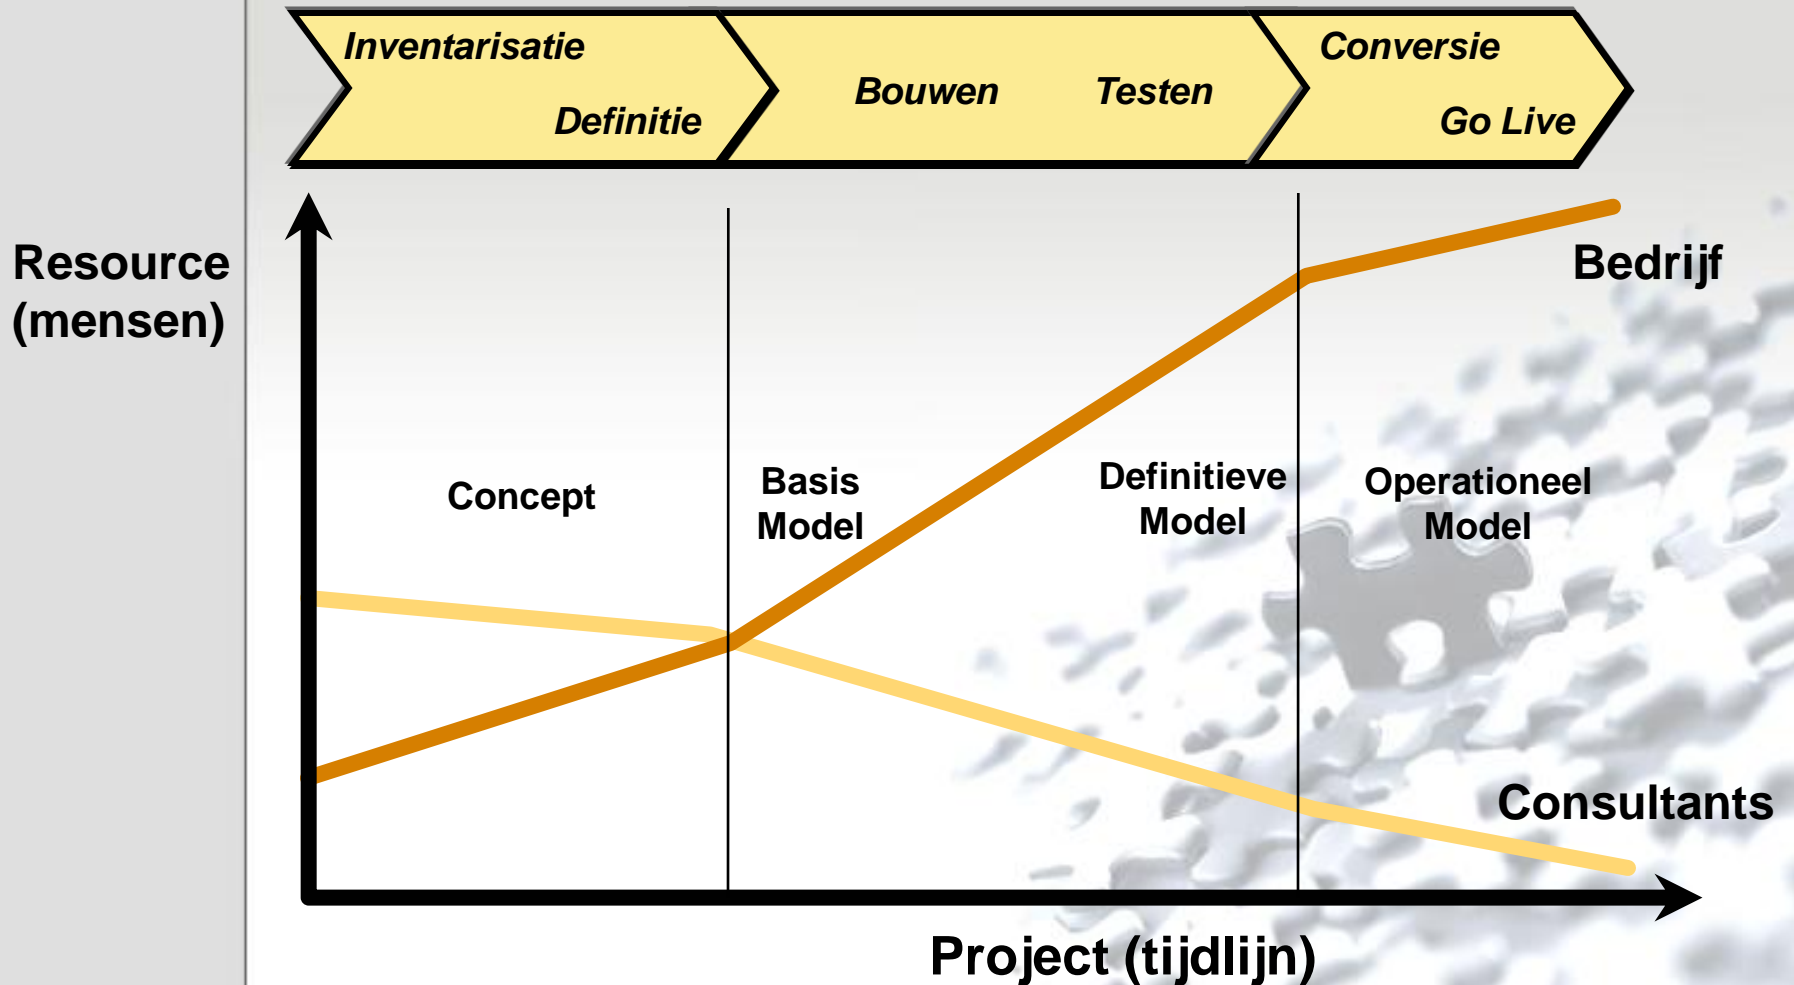 Inventarisatie
Definitie
Bouwen
Testen
Conversie
Go Live
Resource
(mensen)
Bedrijf
Concept
Basis
Model
Definitieve
Model
Operationeel
Model
Consultants
Project (tijdlijn)